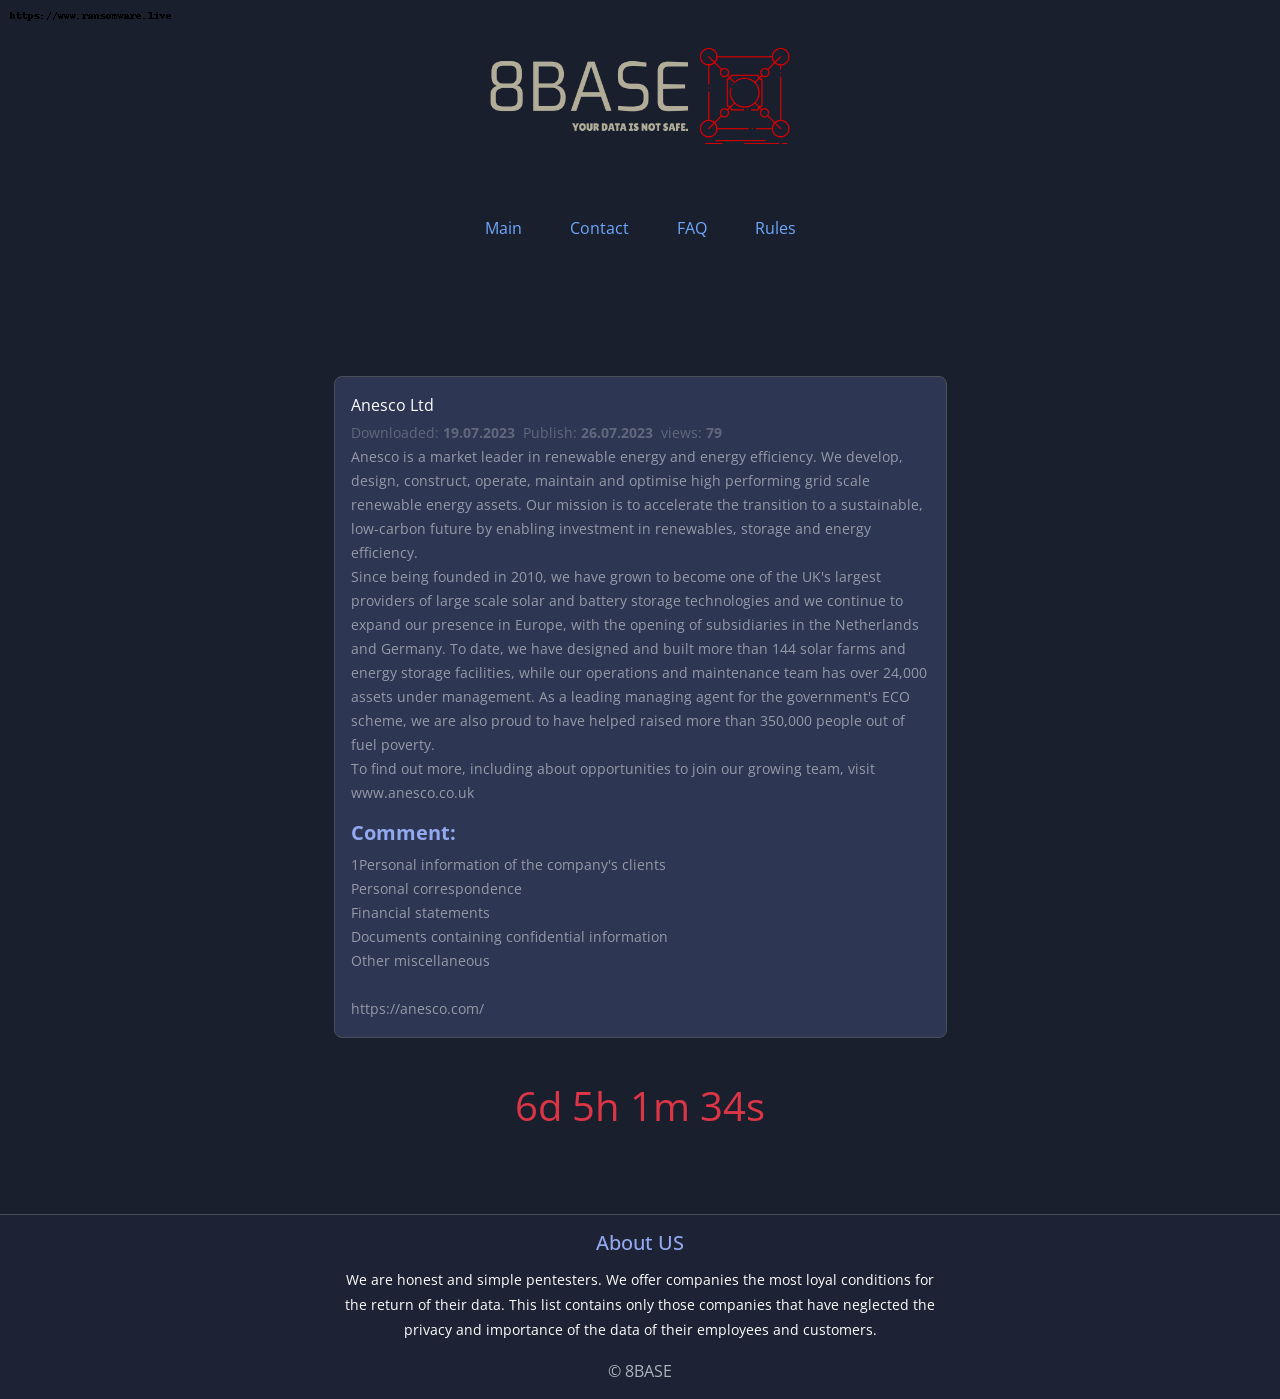 https://www.ransomware.live
8BASE
YOUR DATA IS NOT SAFE.
Main Contact FAQ Rules
Anesco Ltd
Downloaded: 19.07.2023 Publish: 26.07.2023 views: 79
Anesco is a market leader in renewable energy and energy efficiency. We develop,
design, construct, operate, maintain and optimise high performing grid scale
renewable energy assets. Our mission is to accelerate the transition to a sustainable,
low-carbon future by enabling investment in renewables, storage and energy
efficiency.
Since being founded in 2010, we have grown to become one of the UK's largest
providers of large scale solar and battery storage technologies and we continue to
expand our presence in Europe, with the opening of subsidiaries in the Netherlands
and Germany. To date, we have designed and built more than 144 solar farms and
energy storage facilities, while our operations and maintenance team has over 24,000
assets under management. As a leading managing agent for the government's ECO
scheme, we are also proud to have helped raised more than 350,000 people out of
fuel poverty.
To find out more, including about opportunities to join our growing team, visit
www.anesco.co.uk
Comment:
1Personal information of the company's clients
Personal correspondence
Financial statements
Documents containing confidential information
Other miscellaneous
https://anesco.com/
6d 5h 1m 34s
About US
We are honest and simple pentesters. We offer companies the most loyal conditions for
the return of their data. This list contains only those companies that have neglected the
privacy and importance of the data of their employees and customers.
© 8BASE